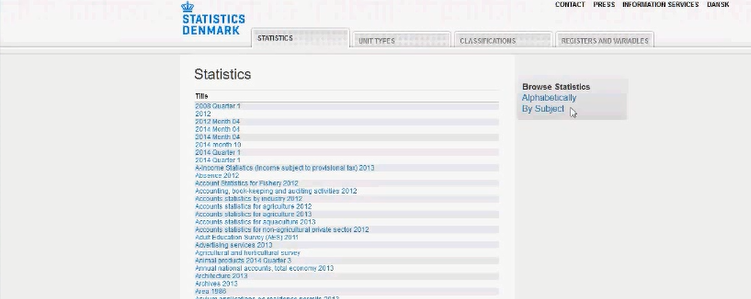 CONTACT PRESS INFORMATION SERVICES DANSK
STATISTICS
DENMARK
STATISTICS UNIT TYPES CLASSIFICATIONS REGISTERS AND VARIABLES
Statistics
Title
2008 Quarter 1
2012
2012 Month 04
2014 Month 04
2014 Month 04
2014 month 10
2014 Quarter 1
2014 Quarter 1
A-Income Statistics (Income subject to provisional tax) 2013
Absence 2012
Account Statistics for Fishery 2012
Accounting, book-keeping and auditing activities 2012
Accounts statistics by industry 2012
Accounts statistics for agriculture 2012
Accounts statistics for agriculture 2013
Accounts statistics for aquaculture 2013
Accounts statistics for non-agricultural private sector 2012
Adult Education Survey (AES) 2011
Advertising services 2013
Agricultural and horticultural survey
Animal products 2014 Quarter 3
Annual national accounts, total economy 2013
Architecture 2013
Archives 2013
Area 1986
Asylum applications or residence permits 2013
Browse Statistics
Alphabetically
By Subject